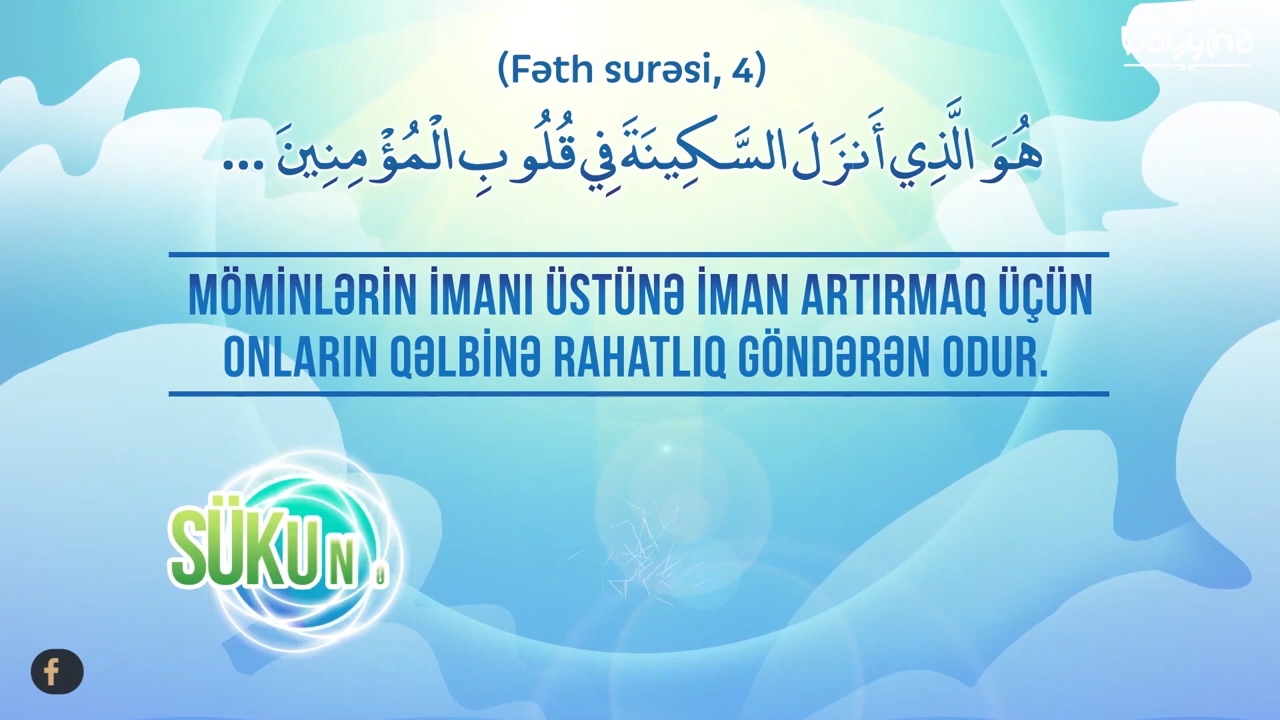 bayyinə
(Fəth surəsi, 4)
هُوَ الَّذِي أَنزَلَ السَّكِينَةَ فِي قُلُوبِ الْمُؤْمِنِينَ ...
MÖMİNLƏRİN İMANI ÜSTÜNƏ İMAN ARTIRMAQ ÜÇÜN
ONLARIN QƏLBİNƏ RAHATLIQ GÖNDƏRƏN ODUR.
SÜKUN
f